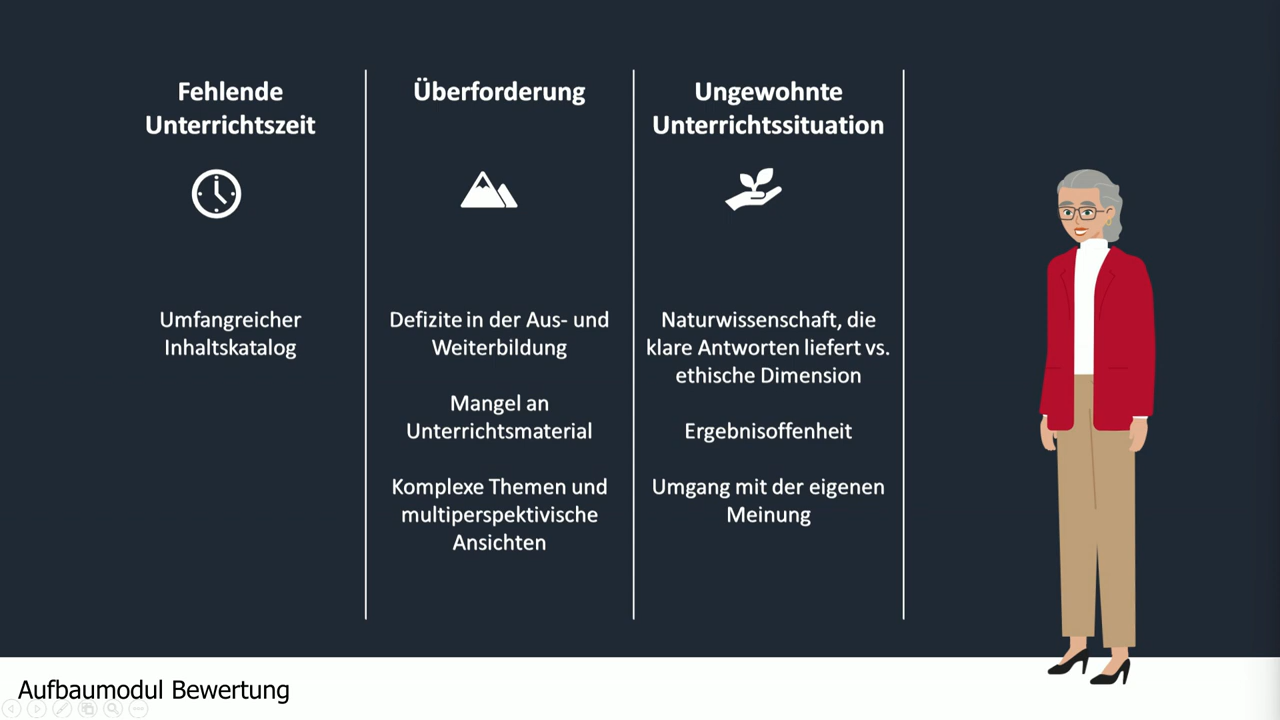 Fehlende
Unterrichtszeit
Umfangreicher
Inhaltskatalog
Überforderung
Defizite in der Aus- und
Weiterbildung
Mangel an
Unterrichtsmaterial
Komplexe Themen und
multiperspektivische
Ansichten
Ungewohnte
Unterrichtssituation
Naturwissenschaft, die
klare Antworten liefert vs.
ethische Dimension
Ergebnisoffenheit
Umgang mit der eigenen
Meinung
Aufbaumodul Bewertung